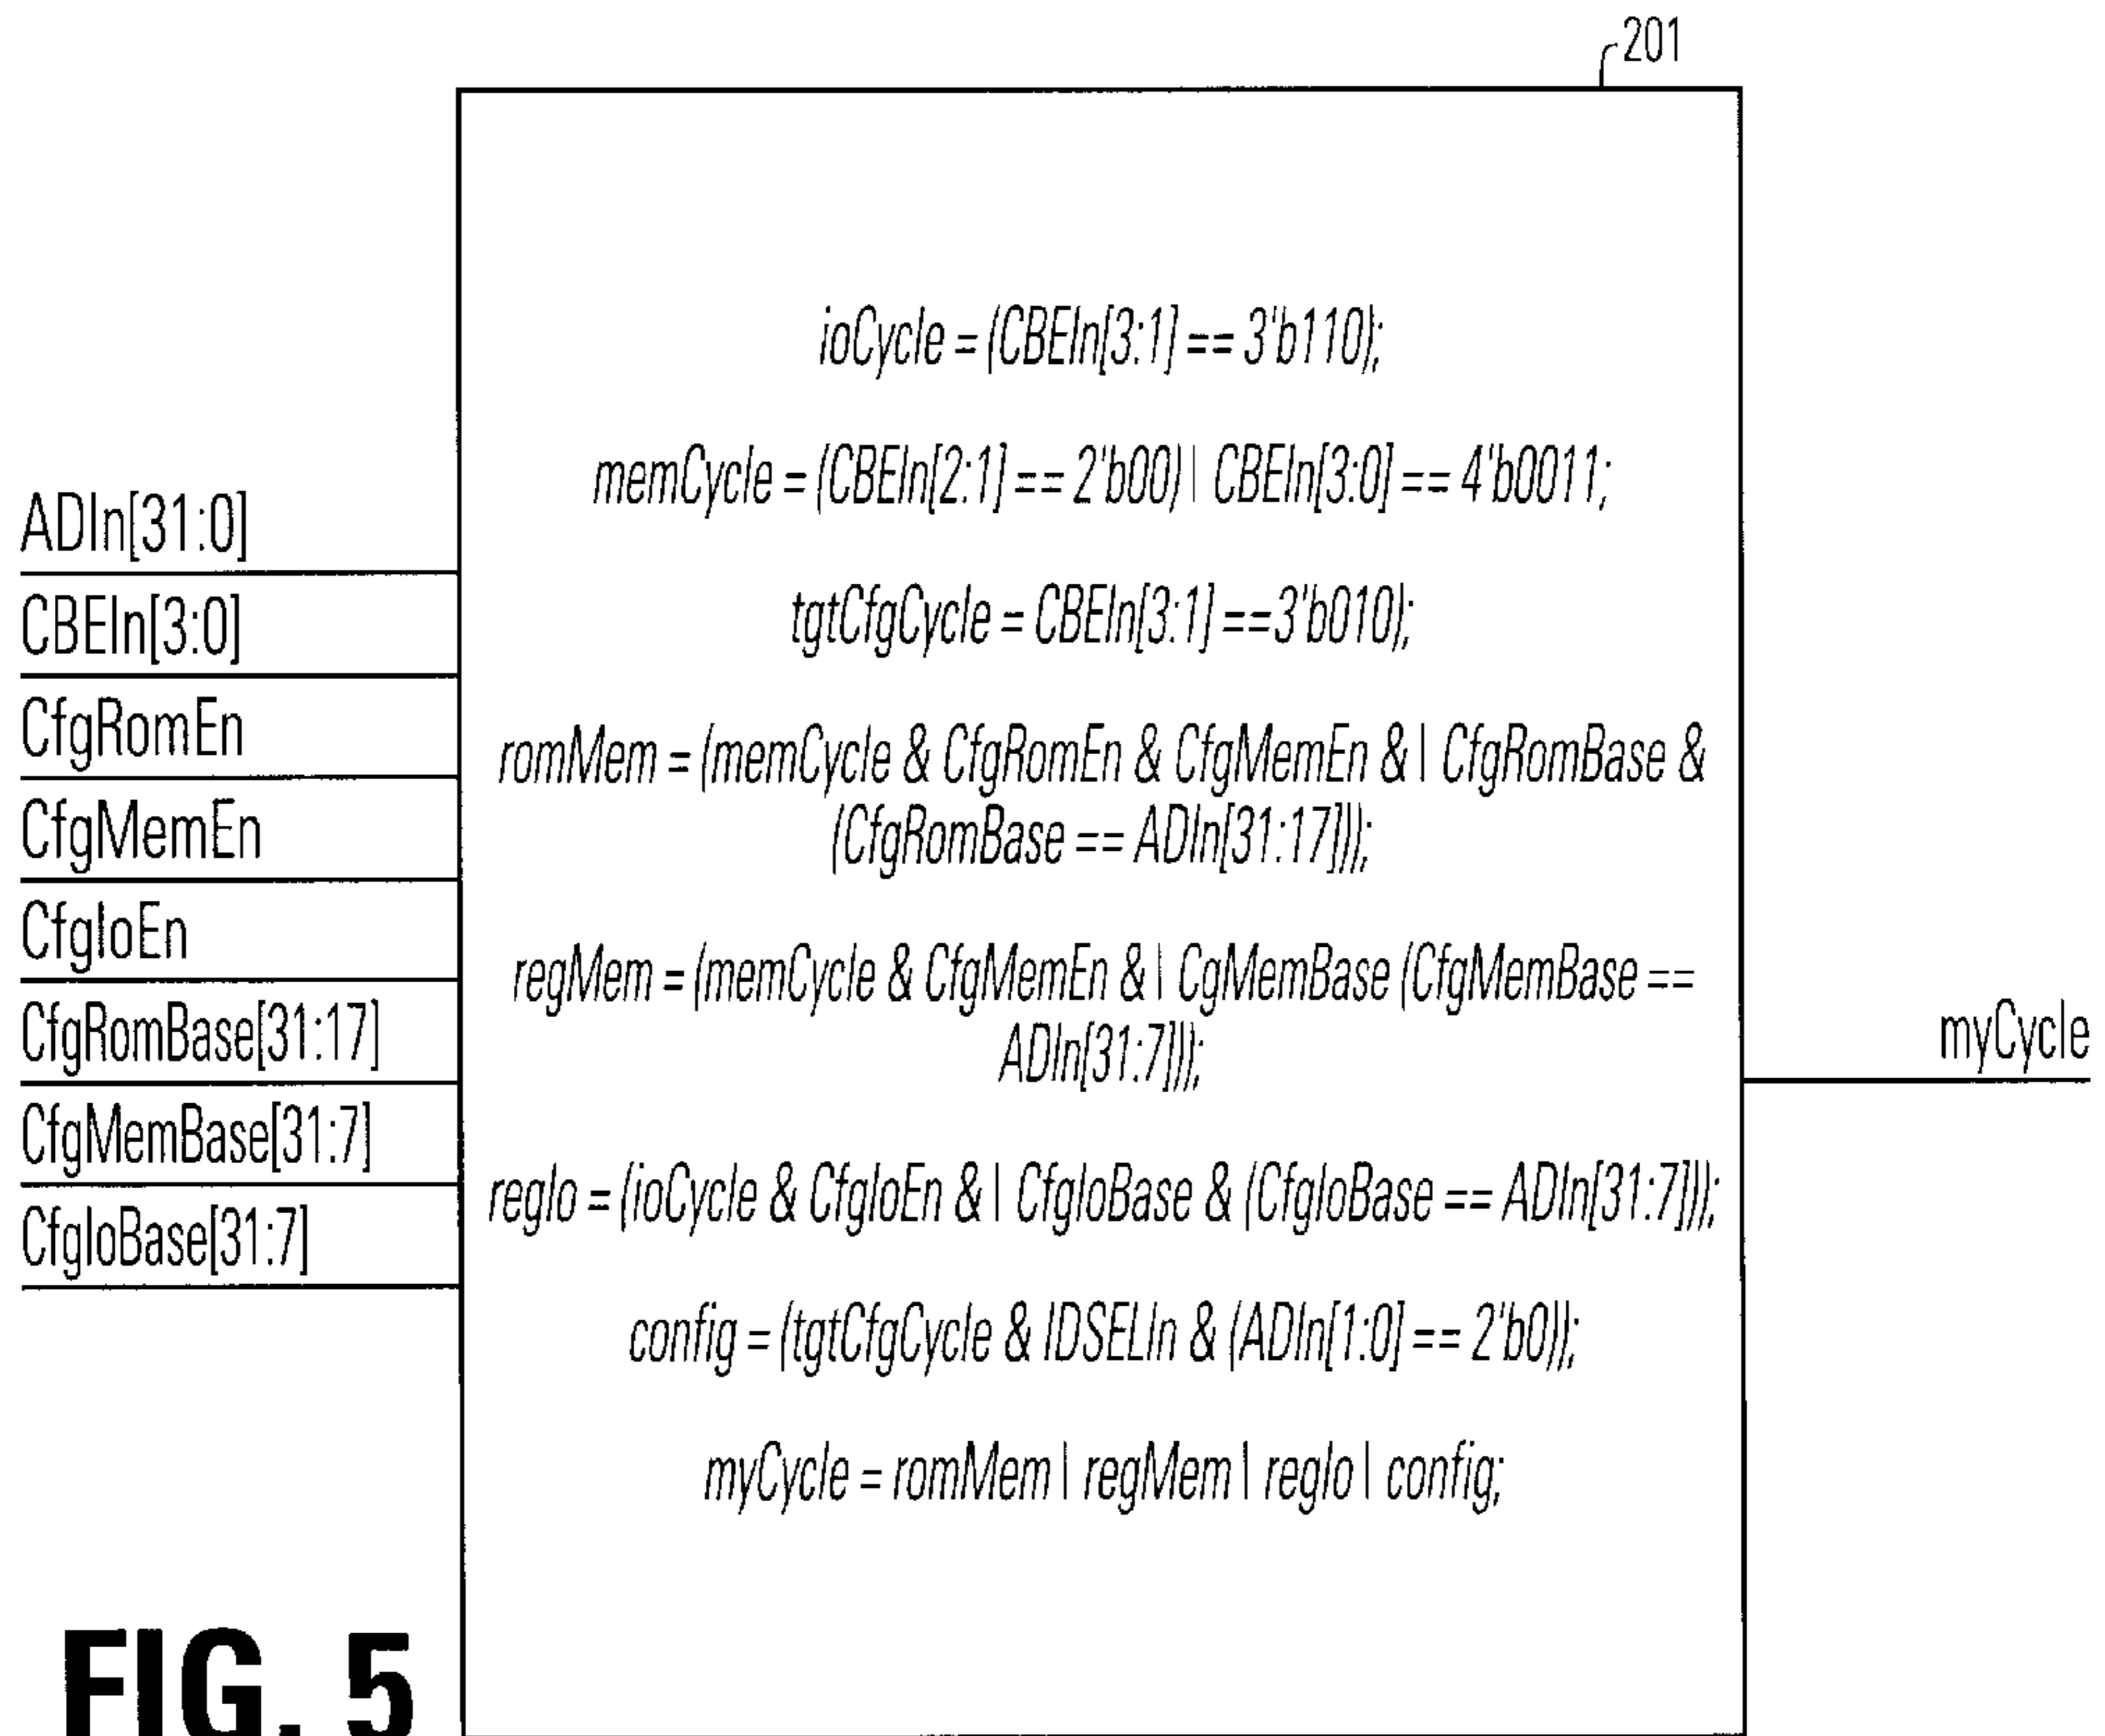 201
ioCycle = (CBEIn[3:1] == 3'b110);
memCycle = (CBEIn[2:1] == 2'b00) | CBEIn[3:0] == 4'b0011;
tgtCfgCycle = CBEIn[3:1] ==3'b010);
romMem = (memCycle & CfgRomEn & CfgMemEn & | CfgRomBase &
(CfgRomBase == ADIn[31:17]));
regMem = (memCycle & CfgMemEn & | CgMemBase (CfgMemBase ==
ADIn[31:7]));
regIo = (ioCycle & CfgIoEn & | CfgIoBase & (CfgIoBase == ADIn[31:7]));
config = (tgtCfgCycle & IDSELIn & (ADIn[1:0] == 2'b0));
myCycle = romMem | regMem | regIo | config;
ADIn[31:0]
CBEIn[3:0]
CfgRomEn
CfgMemEn
CfgIoEn
CfgRomBase[31:17]
CfgMemBase[31:7]
CfgIoBase[31:7]
myCycle
FIG. 5